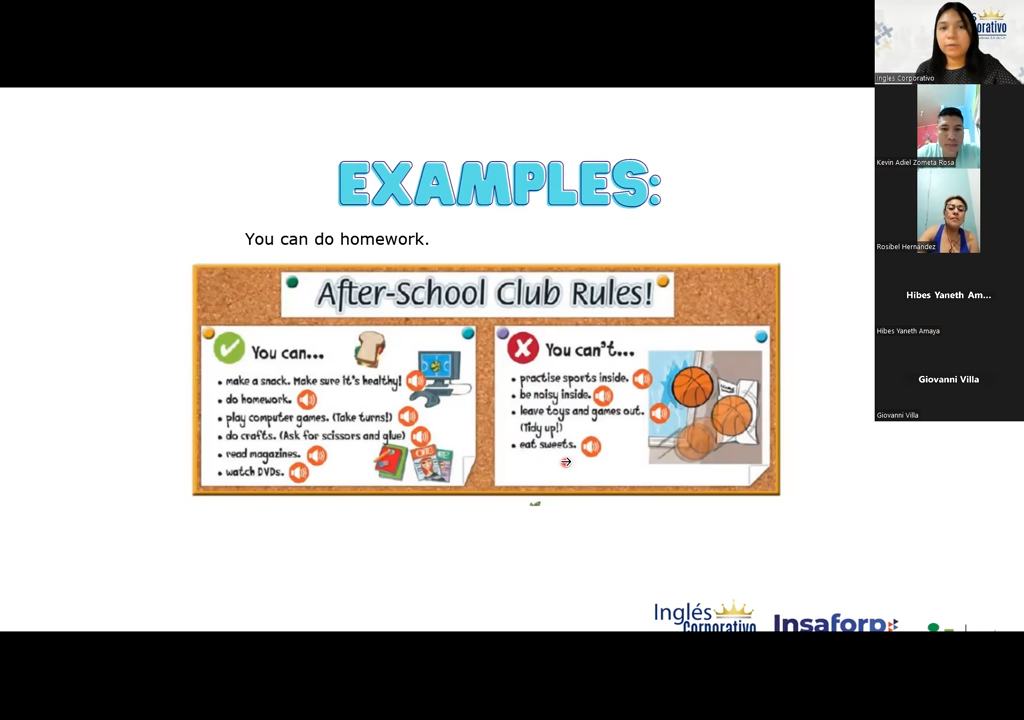 EXAMPLES:
You can do homework.
After-School Club Rules!
You can...
• make a snack. Make sure it's healthy!
• do homework.
• play computer games. (Take turns!)
• do crafts. (Ask for scissors and glue)
• read magazines.
• watch DVDs.
You can't...
• practise sports inside.
• be noisy inside.
• leave toys and games out.
(Tidy up!)
• eat sweets.
Inglés
Corporativo
Insaforp
Inglés Corporativo
Kevin Adiel Zometa Rosa
Rosibel Hernández
Hibes Yaneth Am...
Hibes Yaneth Amaya
Giovanni Villa
Giovanni Villa